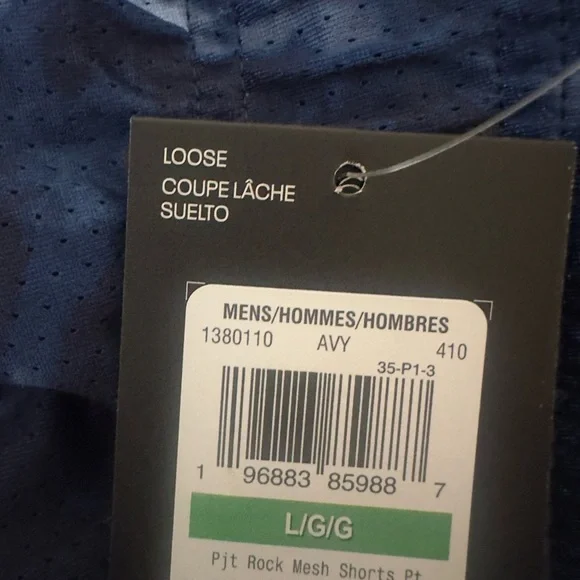 LOOSE
COUPE LÂCHE
SUELTO
MENS/HOMMES/HOMBRES
1380110 AVY 410
35-P1-3
1 96883 85988 7
L/G/G
Pjt Rock Mesh Shorts Pt